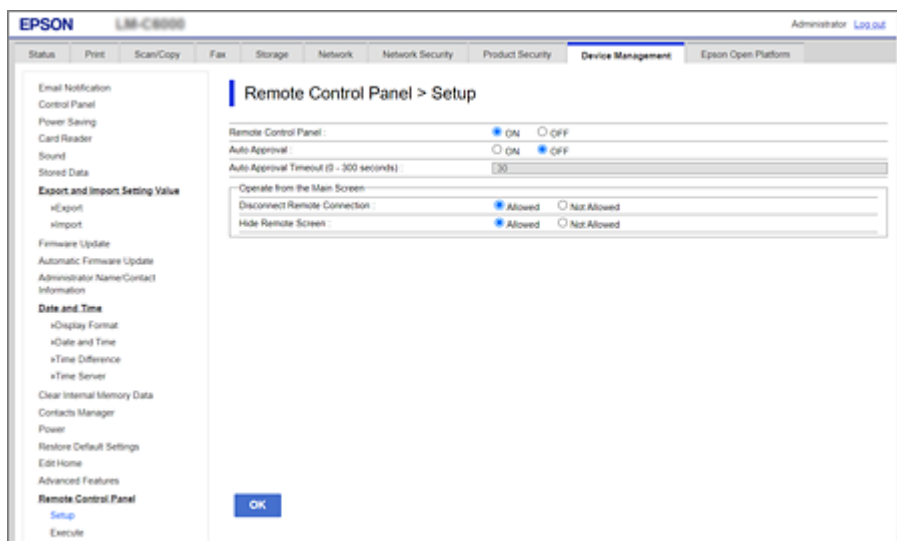 EPSON
Administrator Log out
Status Print Scan/Copy Fax Storage Network Network Security Product Security Device Management Epson Open Platform
Email Notification
Control Panel
Power Saving
Card Reader
Sound
Stored Data
Export and Import Setting Value
»Export
»Import
Firmware Update
Automatic Firmware Update
Administrator Name/Contact
Information
Date and Time
»Display Format
»Date and Time
»Time Difference
»Time Server
Clear Internal Memory Data
Contacts Manager
Power
Restore Default Settings
Edit Home
Advanced Features
Remote Control Panel
Setup
Execute
Remote Control Panel > Setup
Remote Control Panel : ON OFF
Auto Approval : ON OFF
Auto Approval Timeout (0 - 300 seconds) : 30
Operate from the Main Screen
Disconnect Remote Connection : Allowed Not Allowed
Hide Remote Screen : Allowed Not Allowed
OK